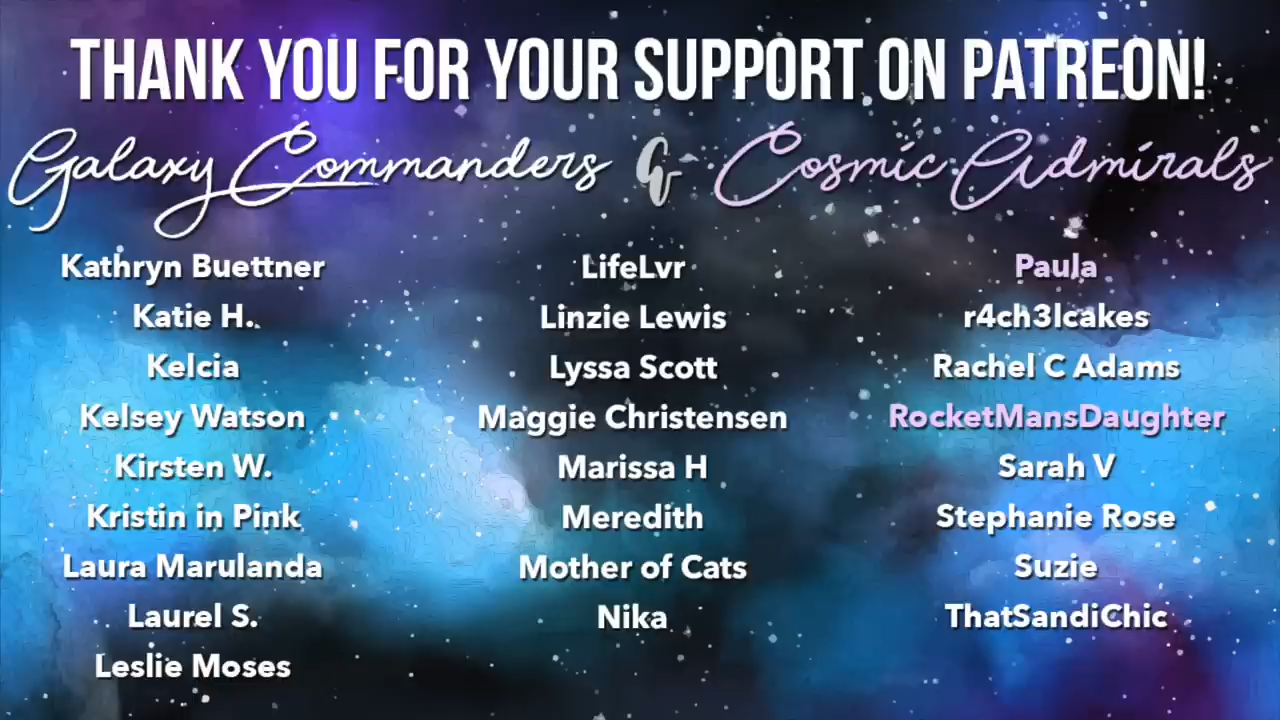 THANK YOU FOR YOUR SUPPORT ON PATREON!
Galaxy Commanders & Cosmic Admirals
Kathryn Buettner
Katie H.
Kelcia
Kelsey Watson
Kirsten W.
Kristin in Pink
Laura Marulanda
Laurel S.
Leslie Moses
LifeLvr
Linzie Lewis
Lyssa Scott
Maggie Christensen
Marissa H
Meredith
Mother of Cats
Nika
Paula
r4ch3lcakes
Rachel C Adams
RocketMansDaughter
Sarah V
Stephanie Rose
Suzie
ThatSandiChic